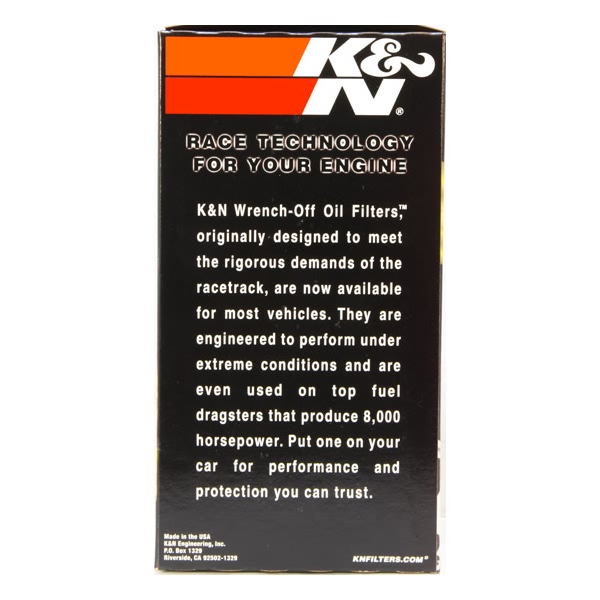 K&N®
RACE TECHNOLOGY
FOR YOUR ENGINE
K&N Wrench-Off Oil Filters,™
originally designed to meet
the rigorous demands of the
racetrack, are now available
for most vehicles. They are
engineered to perform under
extreme conditions and are
even used on top fuel
dragsters that produce 8,000
horsepower. Put one on your
car for performance and
protection you can trust.
Made in the USA
K&N Engineering, Inc.
P.O. Box 1329
Riverside, CA 92502-1329
KNFILTERS.COM®